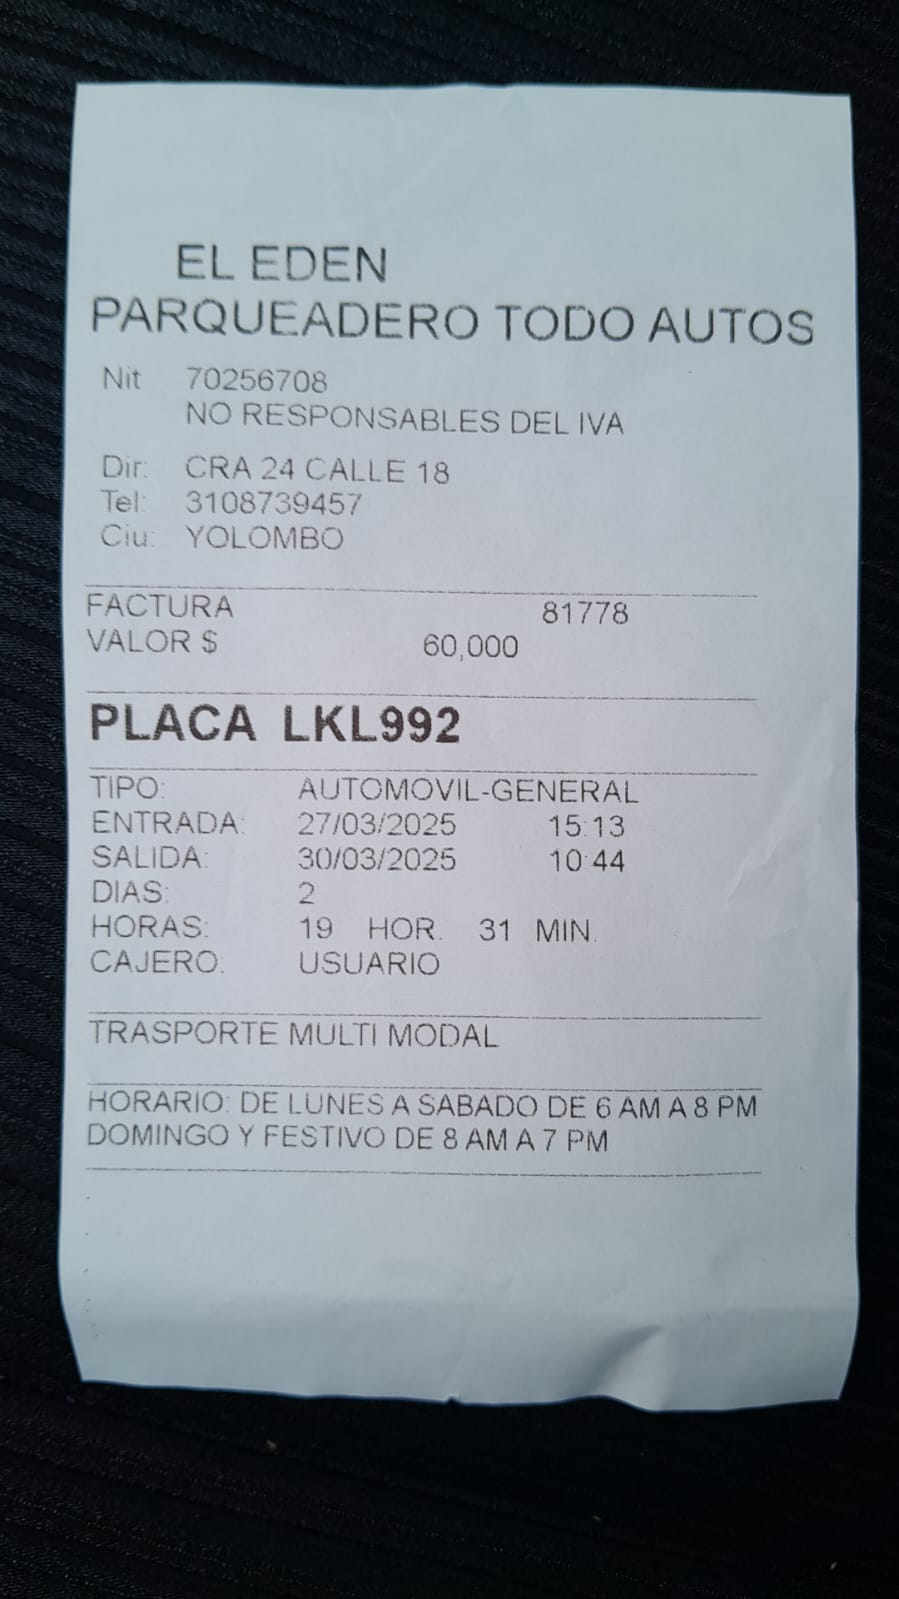 EL EDEN
PARQUEADERO TODO AUTOS
Nit 70256708
NO RESPONSABLES DEL IVA
Dir: CRA 24 CALLE 18
Tel: 3108739457
Ciu: YOLOMBO
FACTURA 81778
VALOR $ 60,000
PLACA LKL992
TIPO: AUTOMOVIL-GENERAL
ENTRADA: 27/03/2025 15:13
SALIDA: 30/03/2025 10:44
DIAS: 2
HORAS: 19 HOR. 31 MIN.
CAJERO: USUARIO
TRASPORTE MULTI MODAL
HORARIO: DE LUNES A SABADO DE 6 AM A 8 PM
DOMINGO Y FESTIVO DE 8 AM A 7 PM